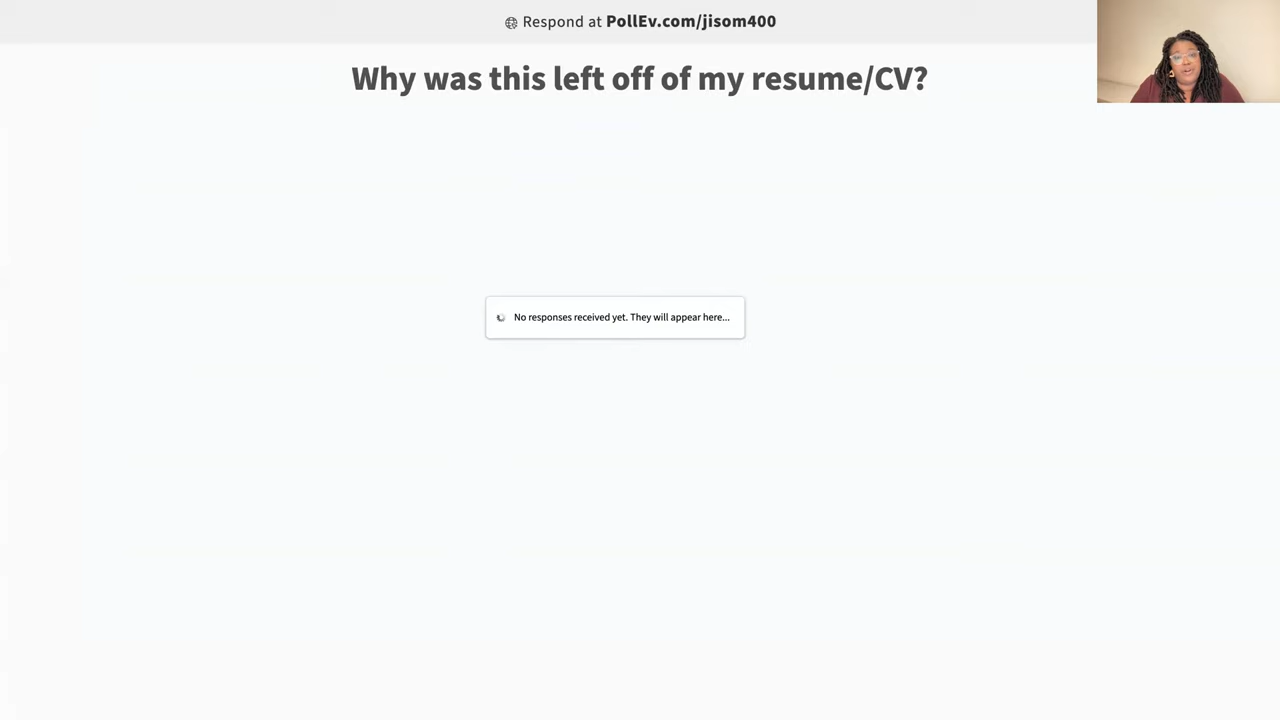 Respond at PollEv.com/jisom400
Why was this left off of my resume/CV?
No responses received yet. They will appear here...